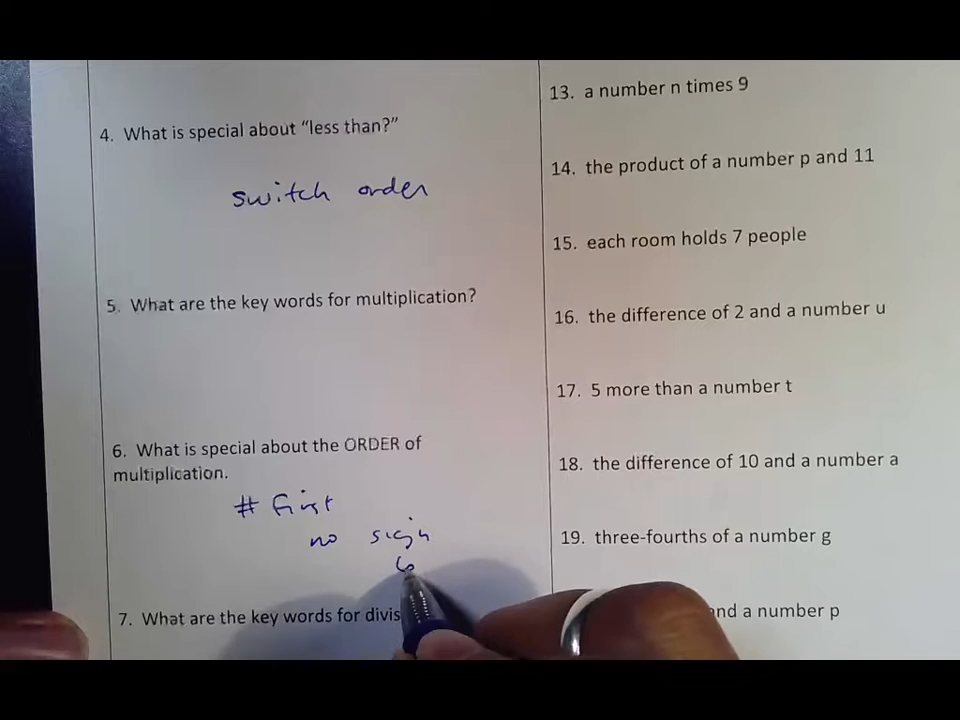 4. What is special about “less than?”
switch order
5. What are the key words for multiplication?
6. What is special about the ORDER of
multiplication.
# first
no sign
6
7. What are the key words for divis
13. a number n times 9
14. the product of a number p and 11
15. each room holds 7 people
16. the difference of 2 and a number u
17. 5 more than a number t
18. the difference of 10 and a number a
19. three-fourths of a number g
and a number p